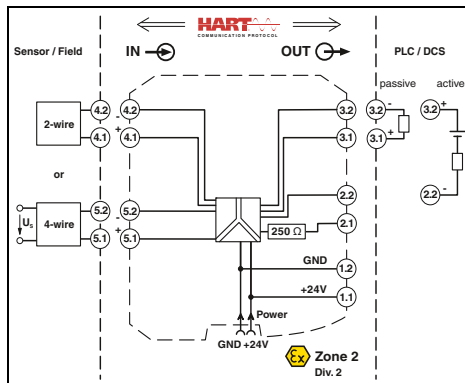 HART
COMMUNICATION PROTOCOL
Sensor / Field
IN
OUT
PLC / DCS
passive
active
2-wire
4.2
4.1
4.2
-
+
4.1
3.2
3.1
3.2
-
3.1
+
3.2
+
or
Us
4-wire
5.2
5.1
5.2
-
+
5.1
2.2
250 Ω
2.1
2.2
-
GND
1.2
+24V
1.1
Power
GND +24V
Ex
Zone 2
Div. 2